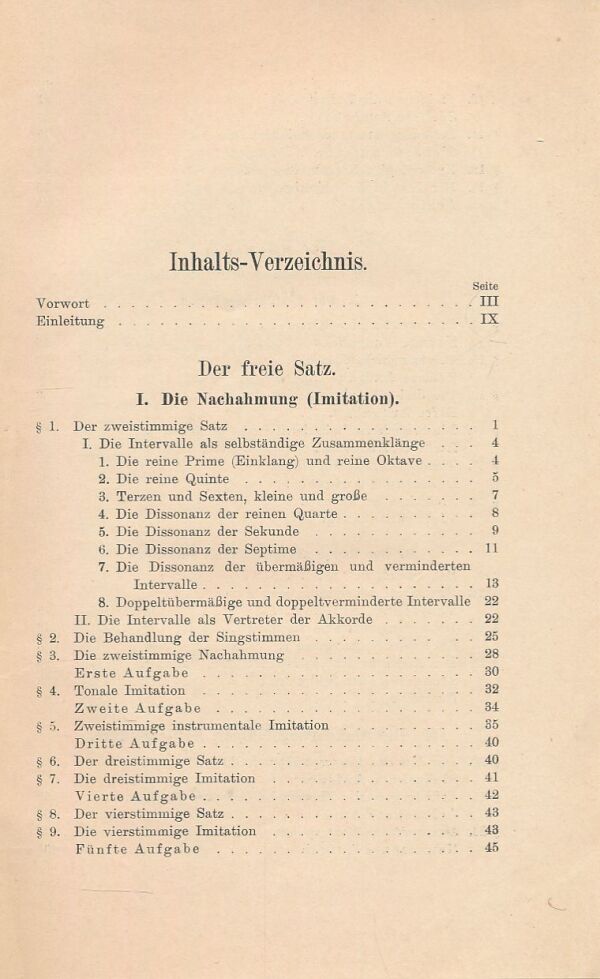 Inhalts-Verzeichnis.
Seite
Vorwort . . . . . . . . . . . . . . . . . . . . . . . . . . . III
Einleitung . . . . . . . . . . . . . . . . . . . . . . . . . . IX
Der freie Satz.
I. Die Nachahmung (Imitation).
§ 1. Der zweistimmige Satz . . . . . . . . . . . . . . . . . 1
I. Die Intervalle als selbständige Zusammenklänge . . . 4
1. Die reine Prime (Einklang) und reine Oktave . . . . 4
2. Die reine Quinte . . . . . . . . . . . . . . . . . 5
3. Terzen und Sexten, kleine und große . . . . . . . 7
4. Die Dissonanz der reinen Quarte . . . . . . . . . . 8
5. Die Dissonanz der Sekunde . . . . . . . . . . . . 9
6. Die Dissonanz der Septime . . . . . . . . . . . . 11
7. Die Dissonanz der übermäßigen und verminderten
Intervalle . . . . . . . . . . . . . . . . . . . . 13
8. Doppeltübermäßige und doppeltverminderte Intervalle 22
II. Die Intervalle als Vertreter der Akkorde . . . . . . . 22
§ 2. Die Behandlung der Singstimmen . . . . . . . . . . . . 25
§ 3. Die zweistimmige Nachahmung . . . . . . . . . . . . . 28
Erste Aufgabe . . . . . . . . . . . . . . . . . . . . 30
§ 4. Tonale Imitation . . . . . . . . . . . . . . . . . . . 32
Zweite Aufgabe . . . . . . . . . . . . . . . . . . . 34
§ 5. Zweistimmige instrumentale Imitation . . . . . . . . . . 35
Dritte Aufgabe . . . . . . . . . . . . . . . . . . . . 40
§ 6. Der dreistimmige Satz . . . . . . . . . . . . . . . . . . 40
§ 7. Die dreistimmige Imitation . . . . . . . . . . . . . . . 41
Vierte Aufgabe . . . . . . . . . . . . . . . . . . . . 42
§ 8. Der vierstimmige Satz . . . . . . . . . . . . . . . . . . 43
§ 9. Die vierstimmige Imitation . . . . . . . . . . . . . . . 43
Fünfte Aufgabe . . . . . . . . . . . . . . . . . . . 45